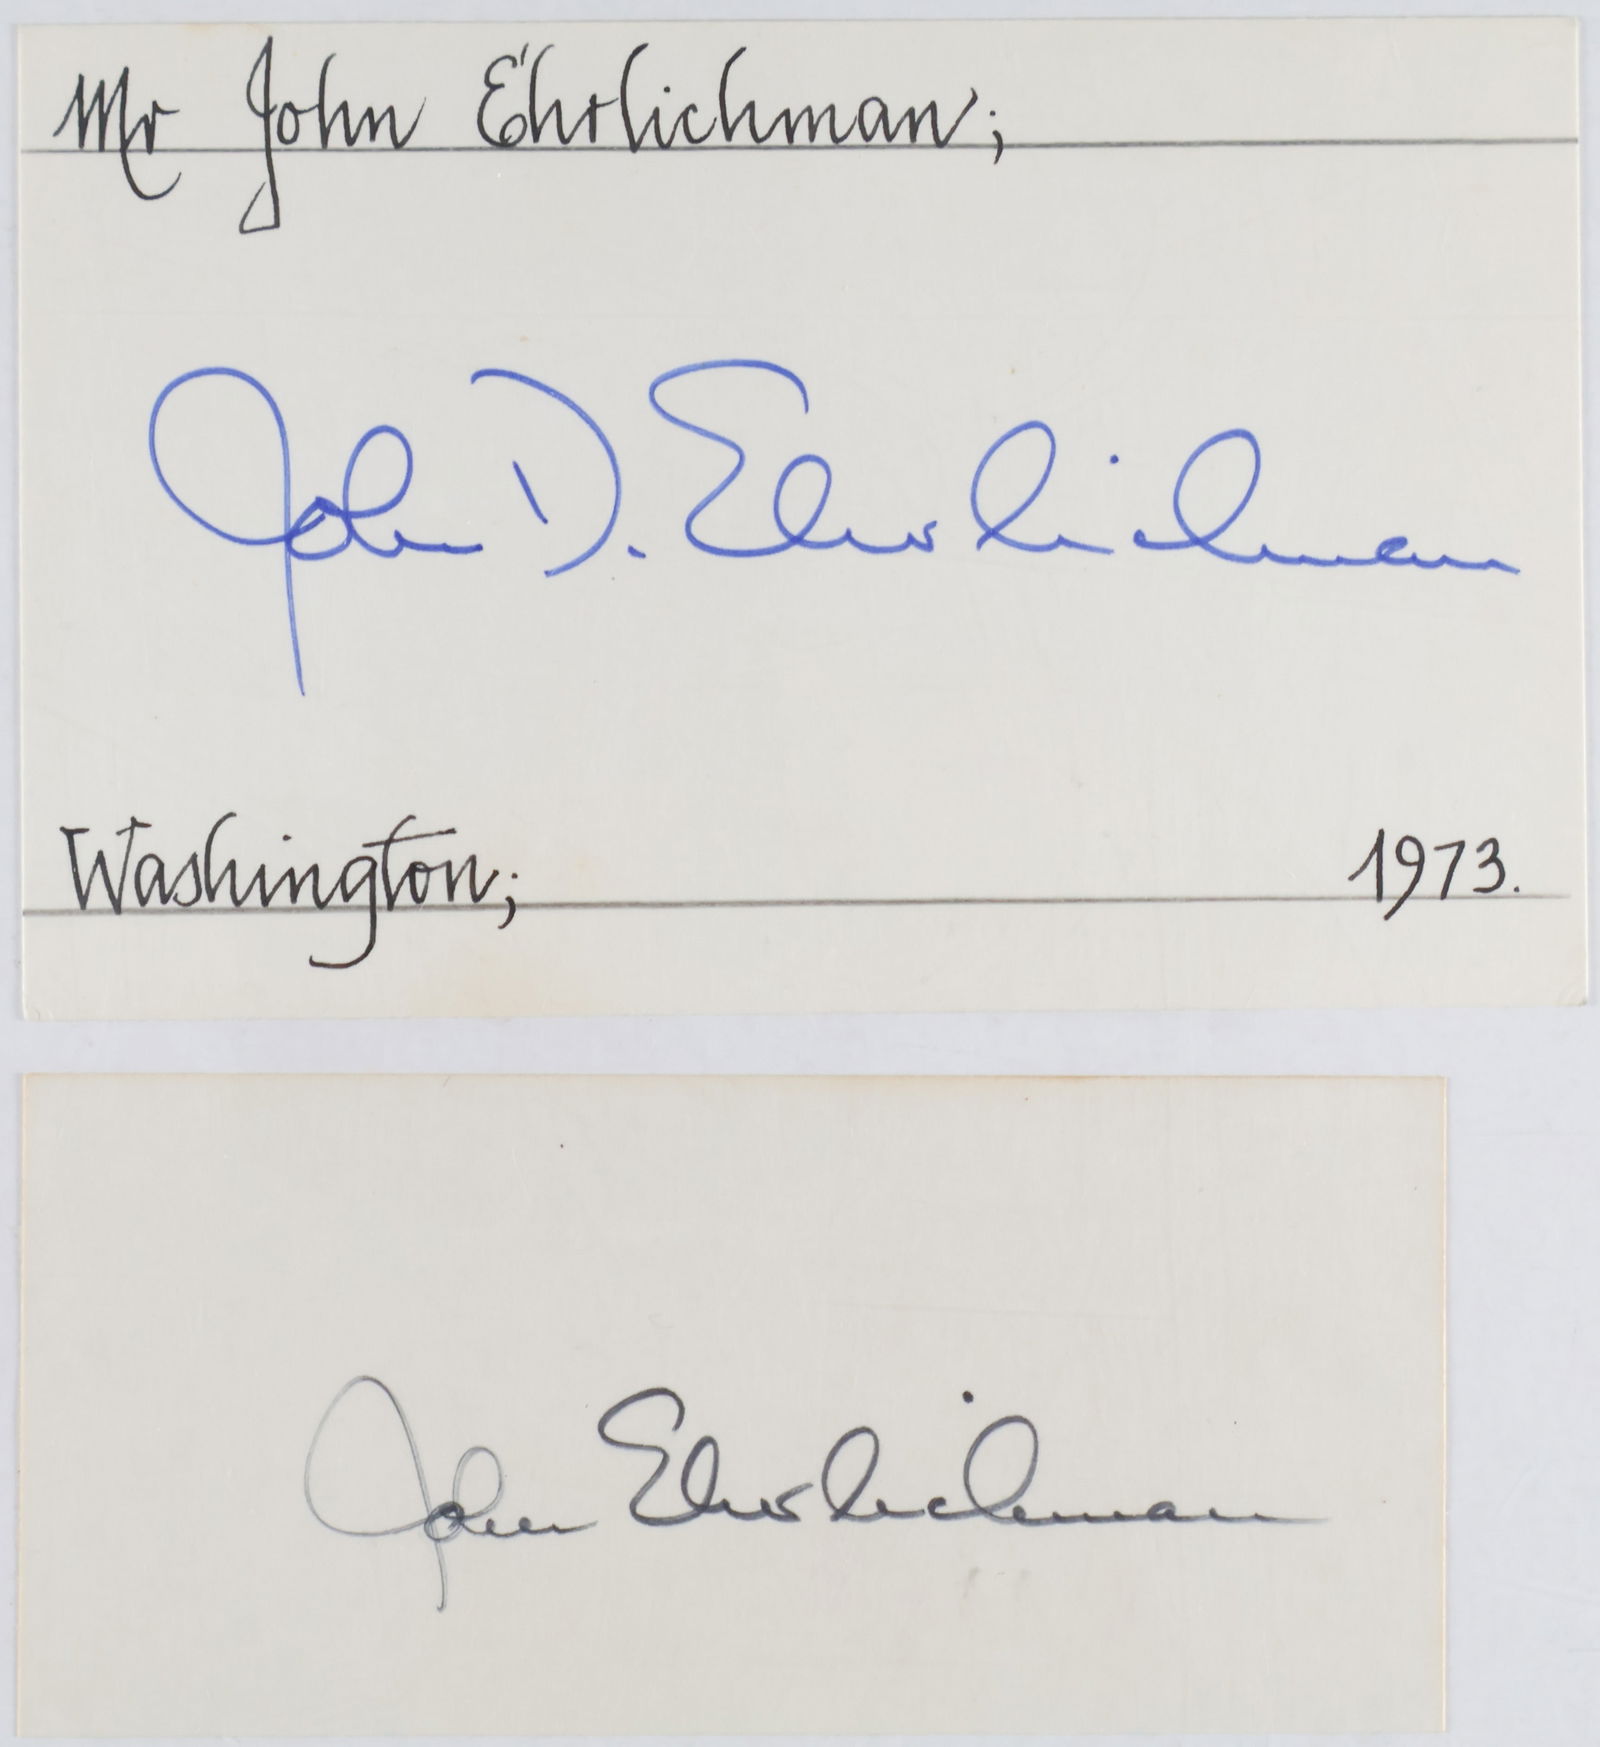 Mr John Ehrlichman;
John D. Ehrlichman
Washington; 1973.
John Ehrlichman